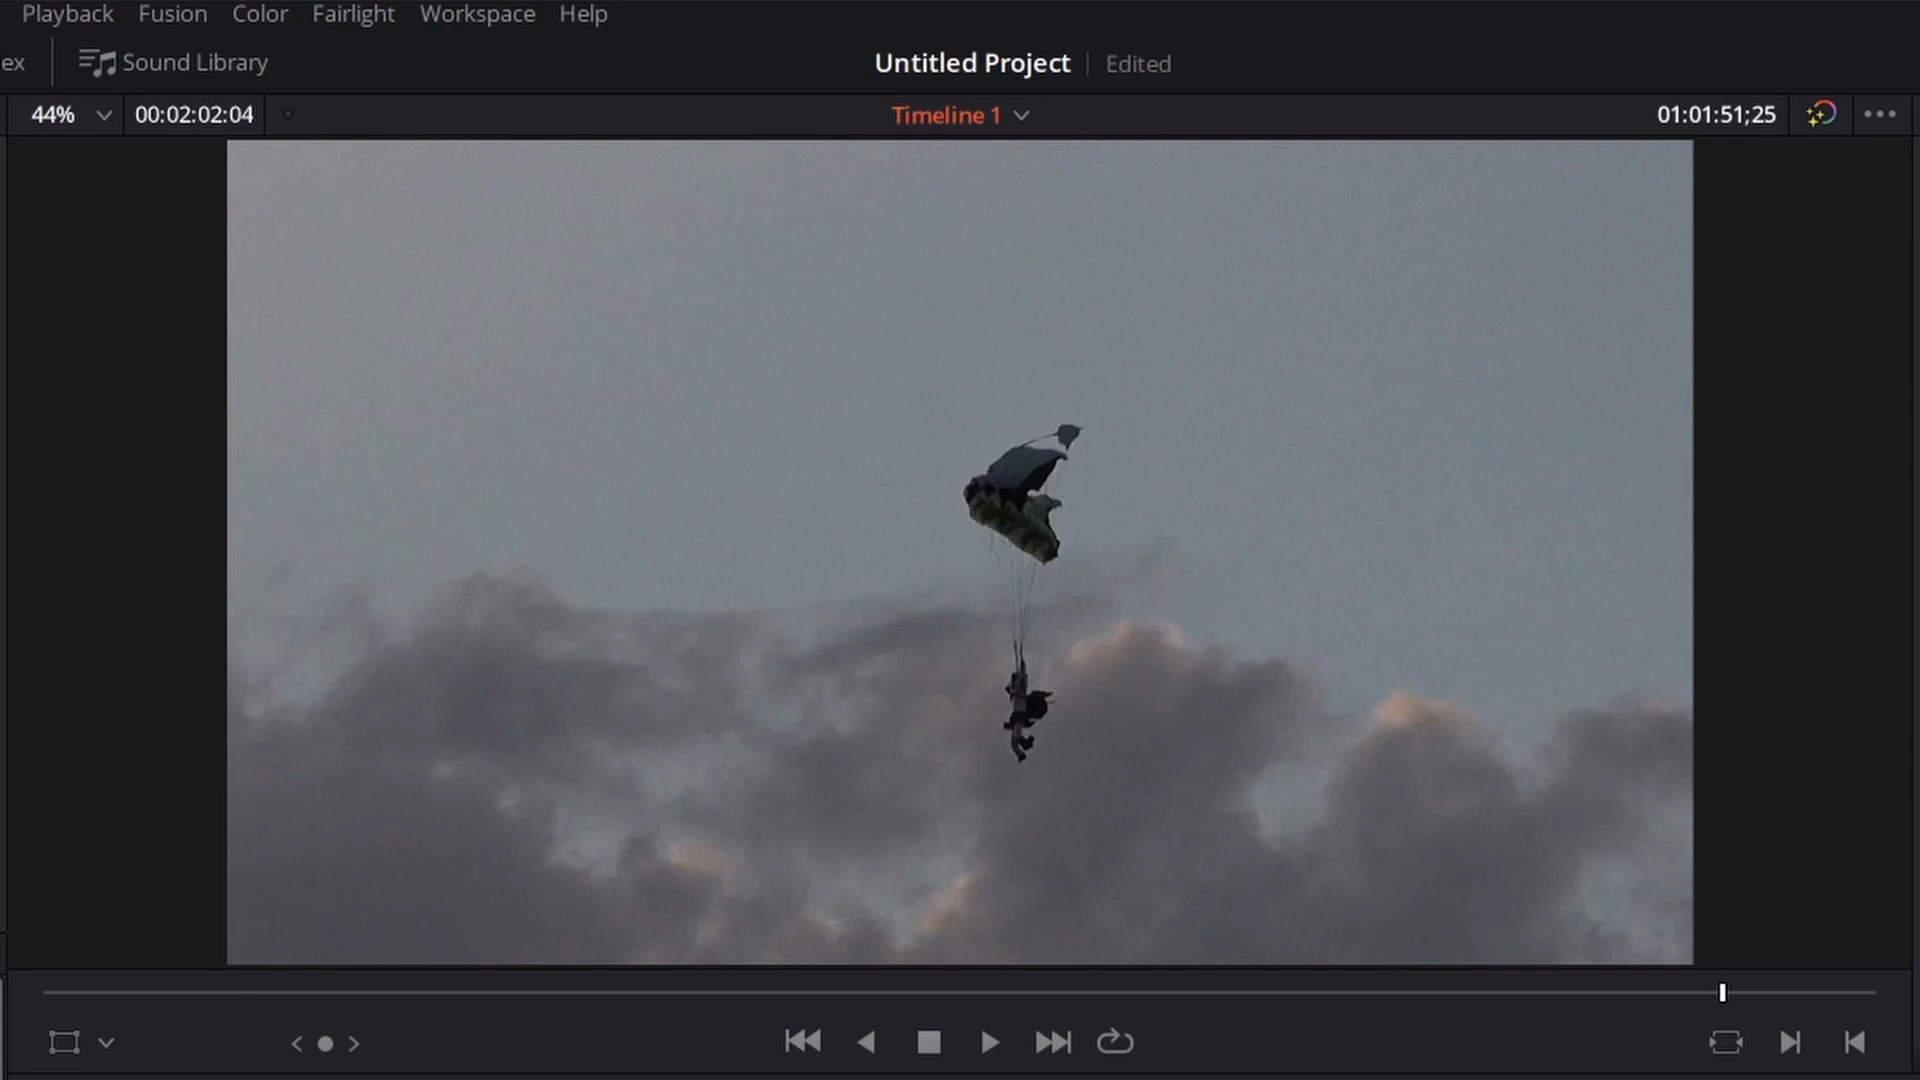 Playback Fusion Color Fairlight Workspace Help
ex Sound Library Untitled Project Edited
44% 00:02:02:04 Timeline 1 01:01:51;25